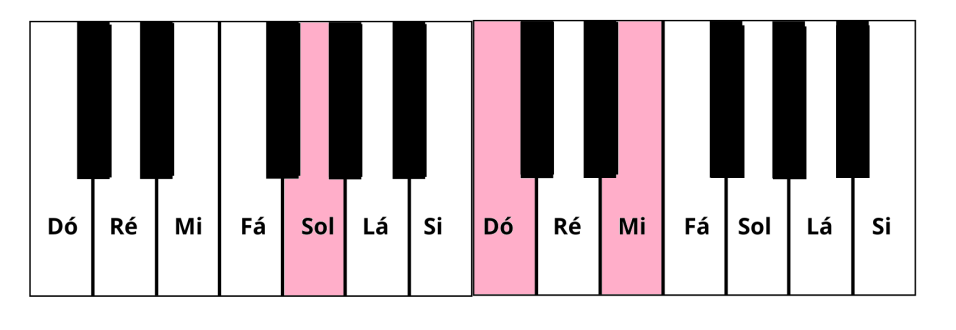 Dó Ré Mi Fá Sol Lá Si Dó Ré Mi Fá Sol Lá Si